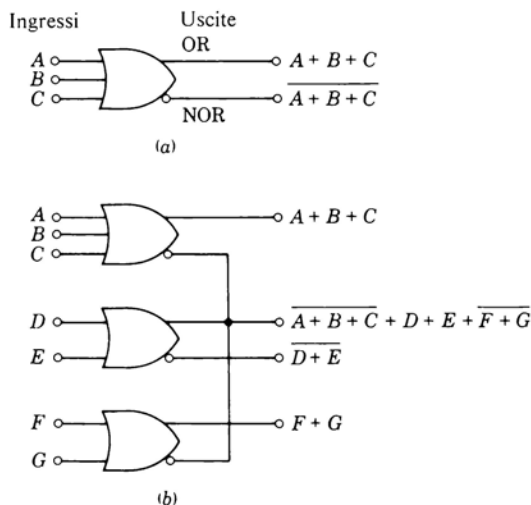 Ingressi Uscite
OR
A A + B + C
B
C A̅ ̅+̅ ̅B̅ ̅+̅ ̅C̅
NOR
(a)
A A + B + C
B
C
D A̅ ̅+̅ ̅B̅ ̅+̅ ̅C̅ + D + E + F̅ ̅+̅ ̅G̅
E D̅ ̅+̅ ̅E̅
F F + G
G
(b)